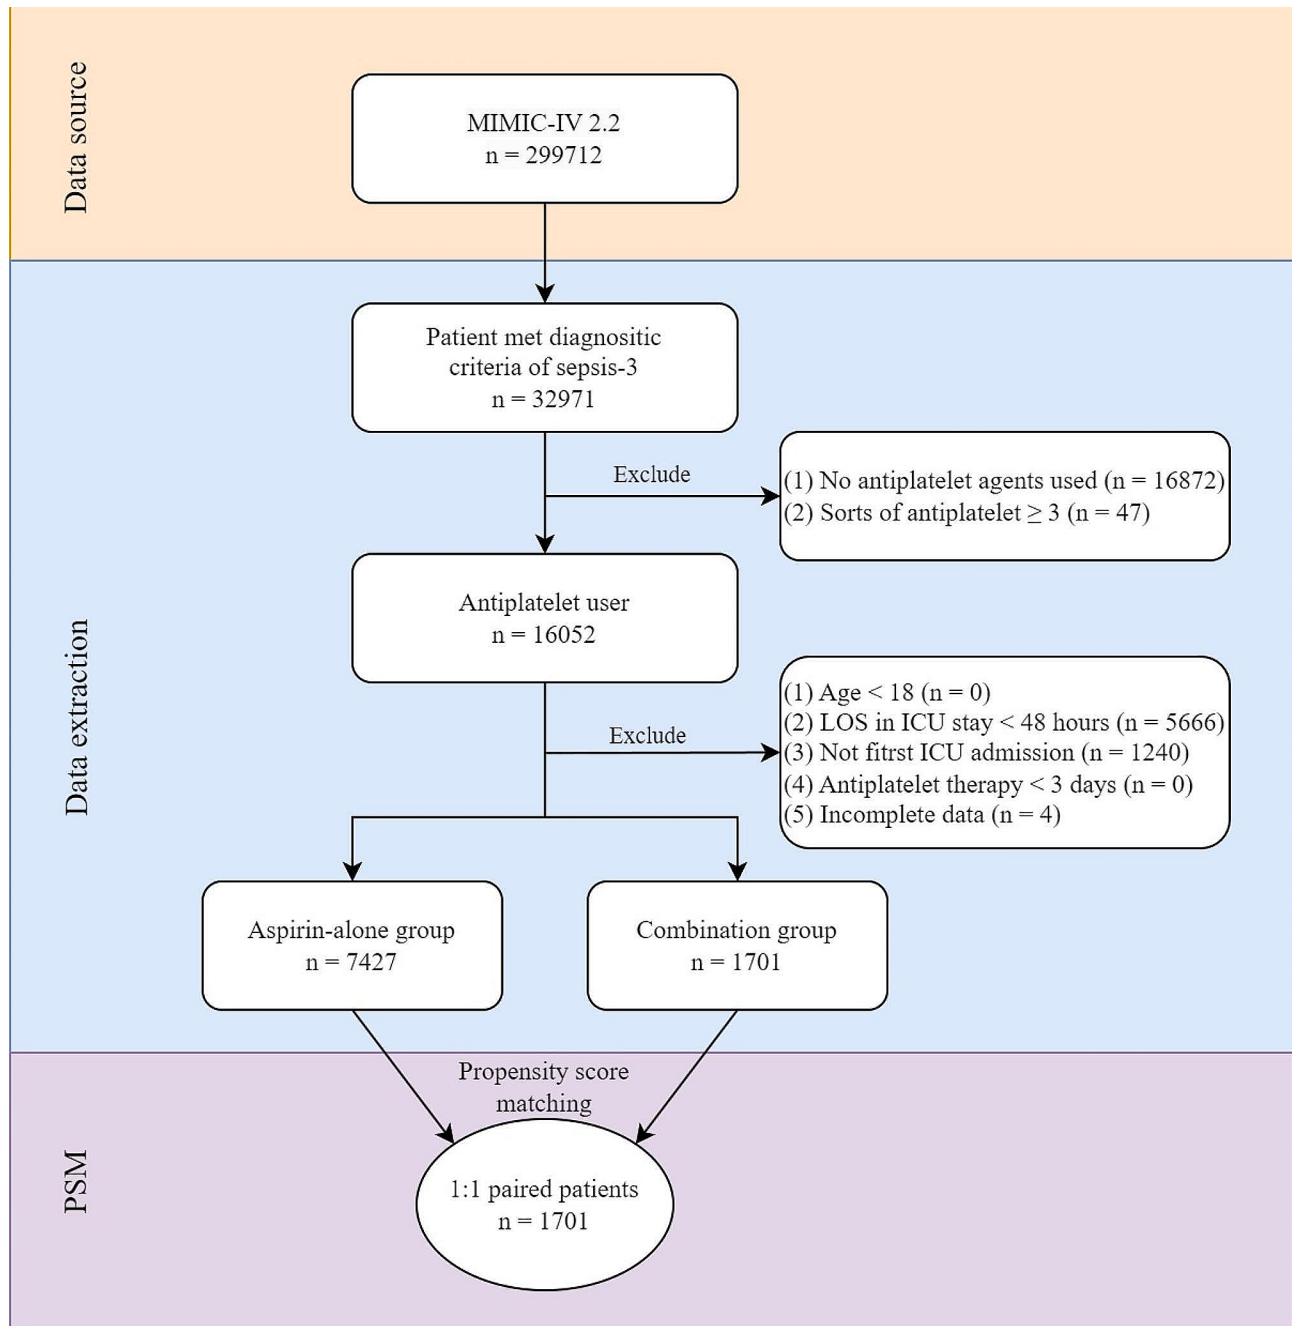 Data source
MIMIC-IV 2.2
n = 299712
Data extraction
Patient met diagnositic
criteria of sepsis-3
n = 32971
Exclude
(1) No antiplatelet agents used (n = 16872)
(2) Sorts of antiplatelet ≥ 3 (n = 47)
Antiplatelet user
n = 16052
Exclude
(1) Age < 18 (n = 0)
(2) LOS in ICU stay < 48 hours (n = 5666)
(3) Not fitrst ICU admission (n = 1240)
(4) Antiplatelet therapy < 3 days (n = 0)
(5) Incomplete data (n = 4)
Aspirin-alone group
n = 7427
Combination group
n = 1701
PSM
Propensity score
matching
1:1 paired patients
n = 1701